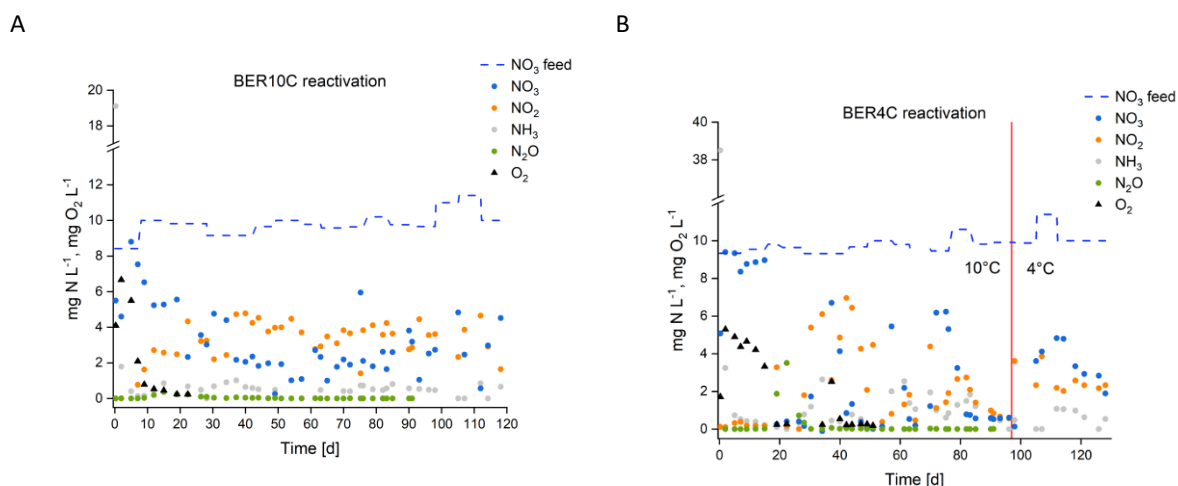 A
BER10C reactivation
NO₃ feed
NO₃
NO₂
NH₃
N₂O
O₂
mg N L⁻¹, mg O₂ L⁻¹
20
18
12
10
8
6
4
2
0
0 10 20 30 40 50 60 70 80 90 100 110 120
Time [d]
B
BER4C reactivation
NO₃ feed
NO₃
NO₂
NH₃
N₂O
O₂
mg N L⁻¹, mg O₂ L⁻¹
40
38
10
8
6
4
2
0
10°C 4°C
0 20 40 60 80 100 120
Time [d]